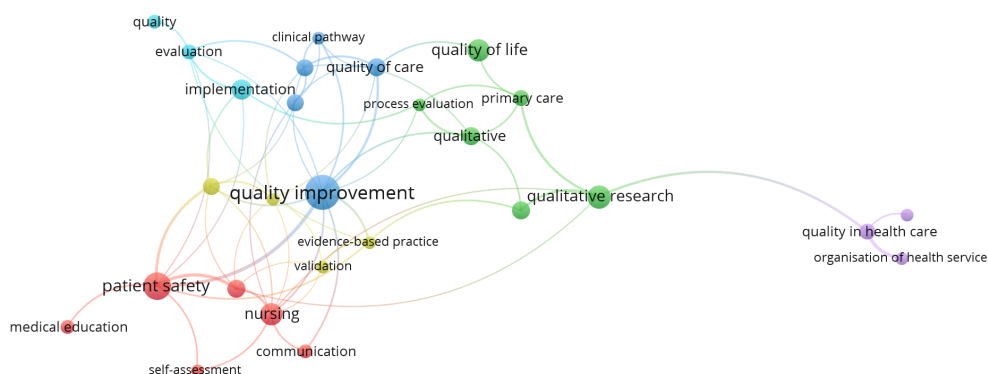 quality
clinical pathway
evaluation
quality of life
quality of care
implementation
process evaluation
primary care
qualitative
quality improvement
qualitative research
quality in health care
evidence-based practice
organisation of health service
validation
patient safety
nursing
medical education
communication
self-assessment